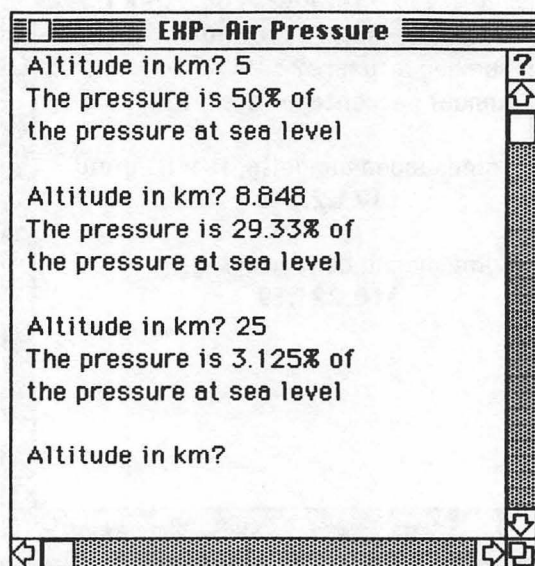 EXP—Air Pressure
Altitude in km? 5
The pressure is 50% of
the pressure at sea level
Altitude in km? 8.848
The pressure is 29.33% of
the pressure at sea level
Altitude in km? 25
The pressure is 3.125% of
the pressure at sea level
Altitude in km?
?